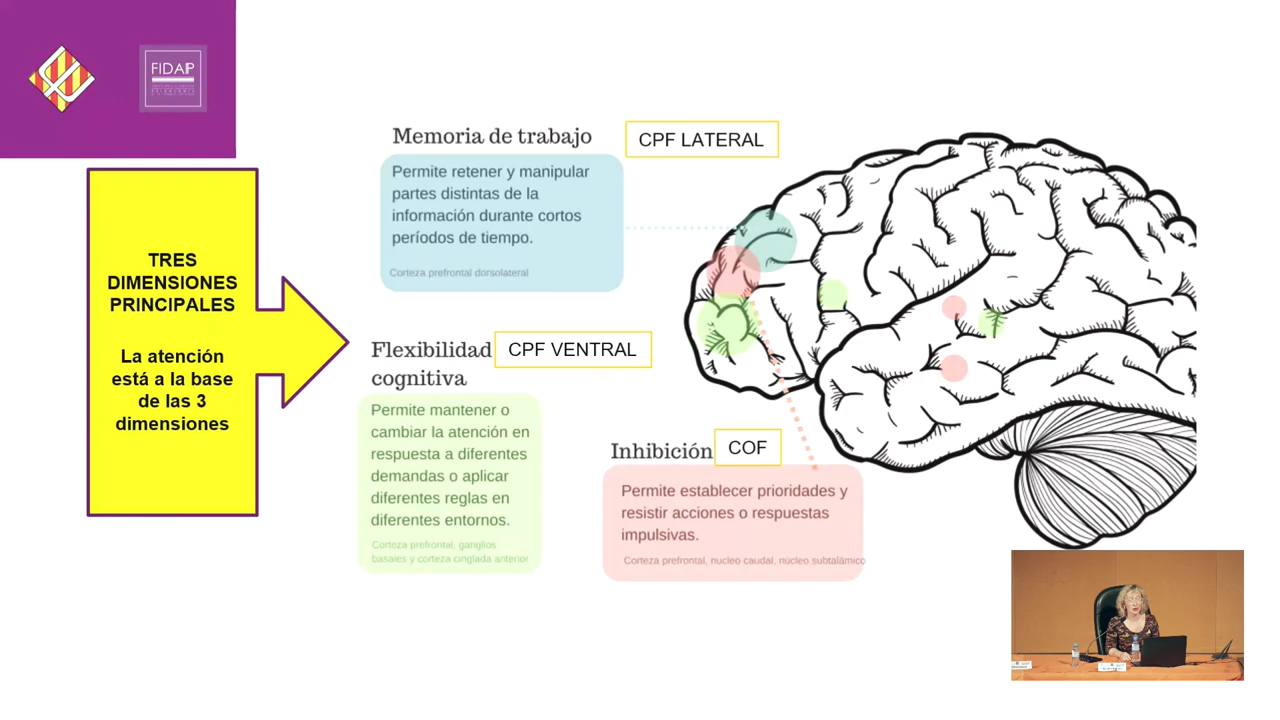 FIDAP
TRES
DIMENSIONES
PRINCIPALES
La atención
está a la base
de las 3
dimensiones
Memoria de trabajo
CPF LATERAL
Permite retener y manipular
partes distintas de la
información durante cortos
períodos de tiempo.
Corteza prefrontal dorsolateral
Flexibilidad
cognitiva
CPF VENTRAL
Permite mantener o
cambiar la atención en
respuesta a diferentes
demandas o aplicar
diferentes reglas en
diferentes entornos.
Corteza prefrontal, ganglios
basales y corteza cinglada anterior
Inhibición
COF
Permite establecer prioridades y
resistir acciones o respuestas
impulsivas.
Corteza prefrontal, nucleo caudal, núcleo subtalámico